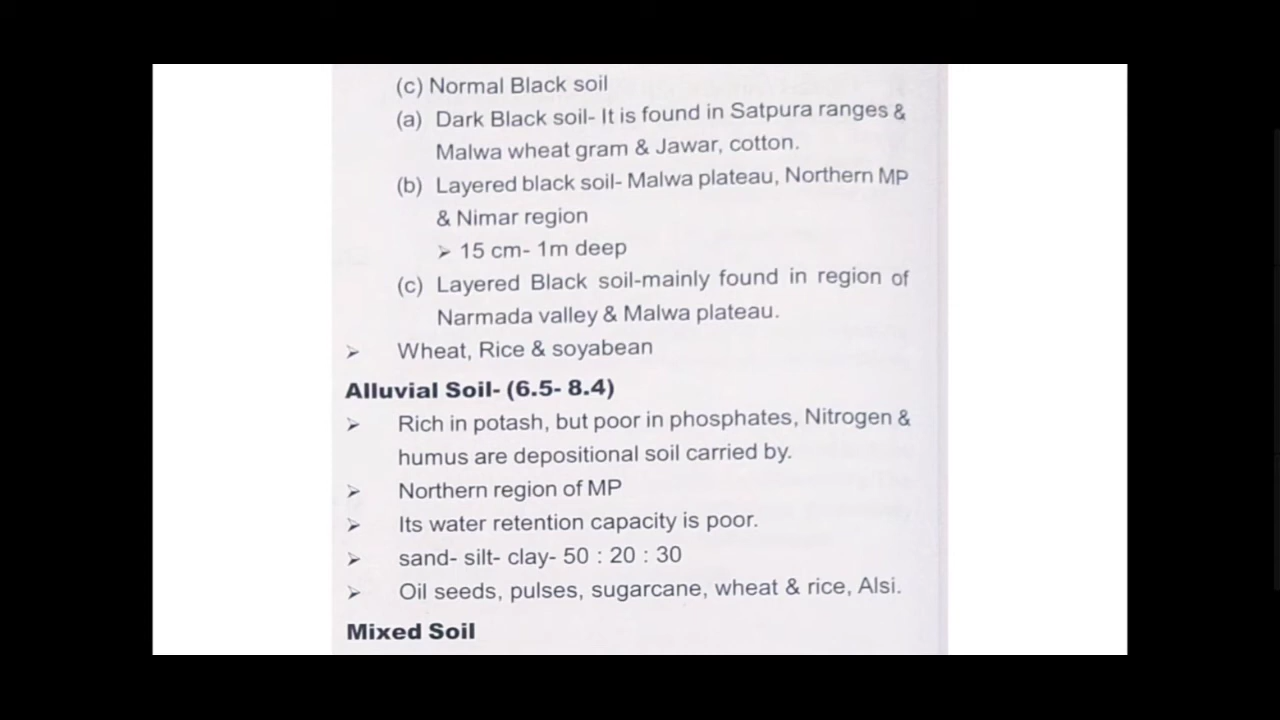 (c) Normal Black soil
(a) Dark Black soil- It is found in Satpura ranges &
Malwa wheat gram & Jawar, cotton.
(b) Layered black soil- Malwa plateau, Northern MP
& Nimar region
➢ 15 cm- 1m deep
(c) Layered Black soil-mainly found in region of
Narmada valley & Malwa plateau.
➢ Wheat, Rice & soyabean
Alluvial Soil- (6.5- 8.4)
➢ Rich in potash, but poor in phosphates, Nitrogen &
humus are depositional soil carried by.
➢ Northern region of MP
➢ Its water retention capacity is poor.
➢ sand- silt- clay- 50 : 20 : 30
➢ Oil seeds, pulses, sugarcane, wheat & rice, Alsi.
Mixed Soil